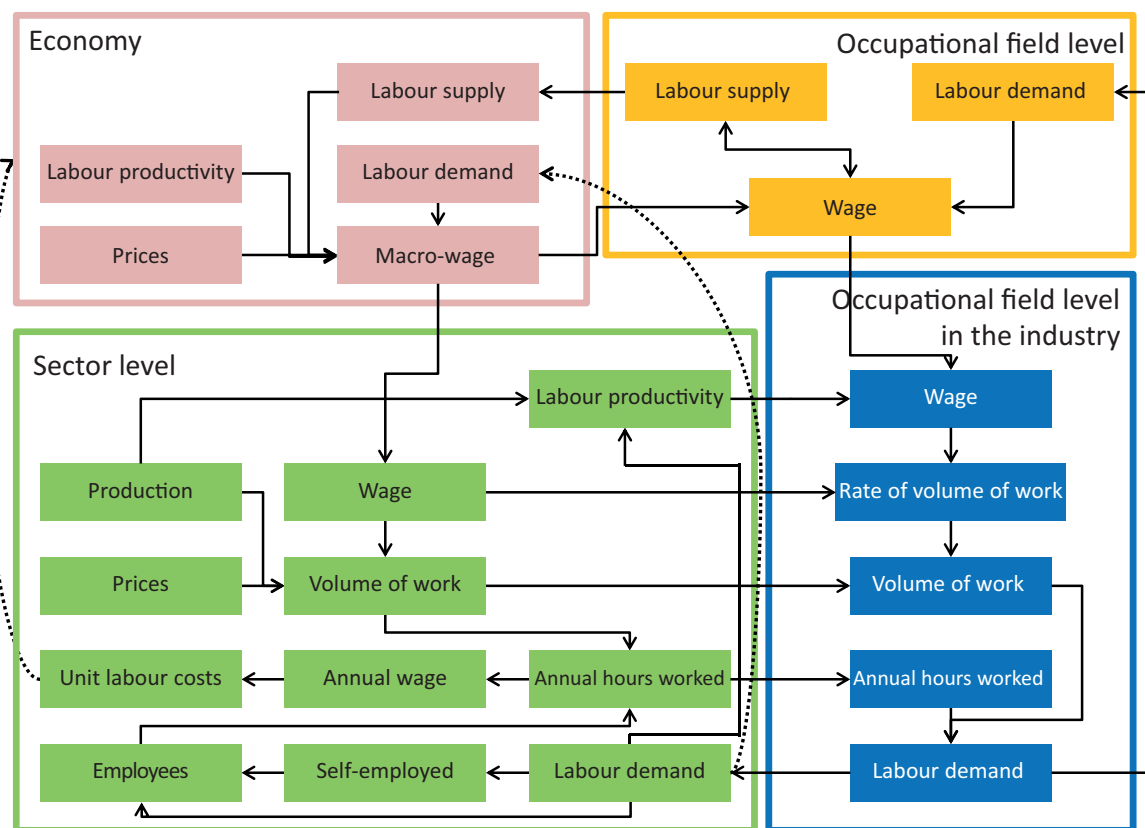 Economy
Labour supply
Labour productivity
Labour demand
Prices
Macro-wage
Occupational field level
Labour supply
Labour demand
Wage
Sector level
Labour productivity
Production
Wage
Prices
Volume of work
Unit labour costs
Annual wage
Annual hours worked
Employees
Self-employed
Labour demand
Occupational field level
in the industry
Wage
Rate of volume of work
Volume of work
Annual hours worked
Labour demand